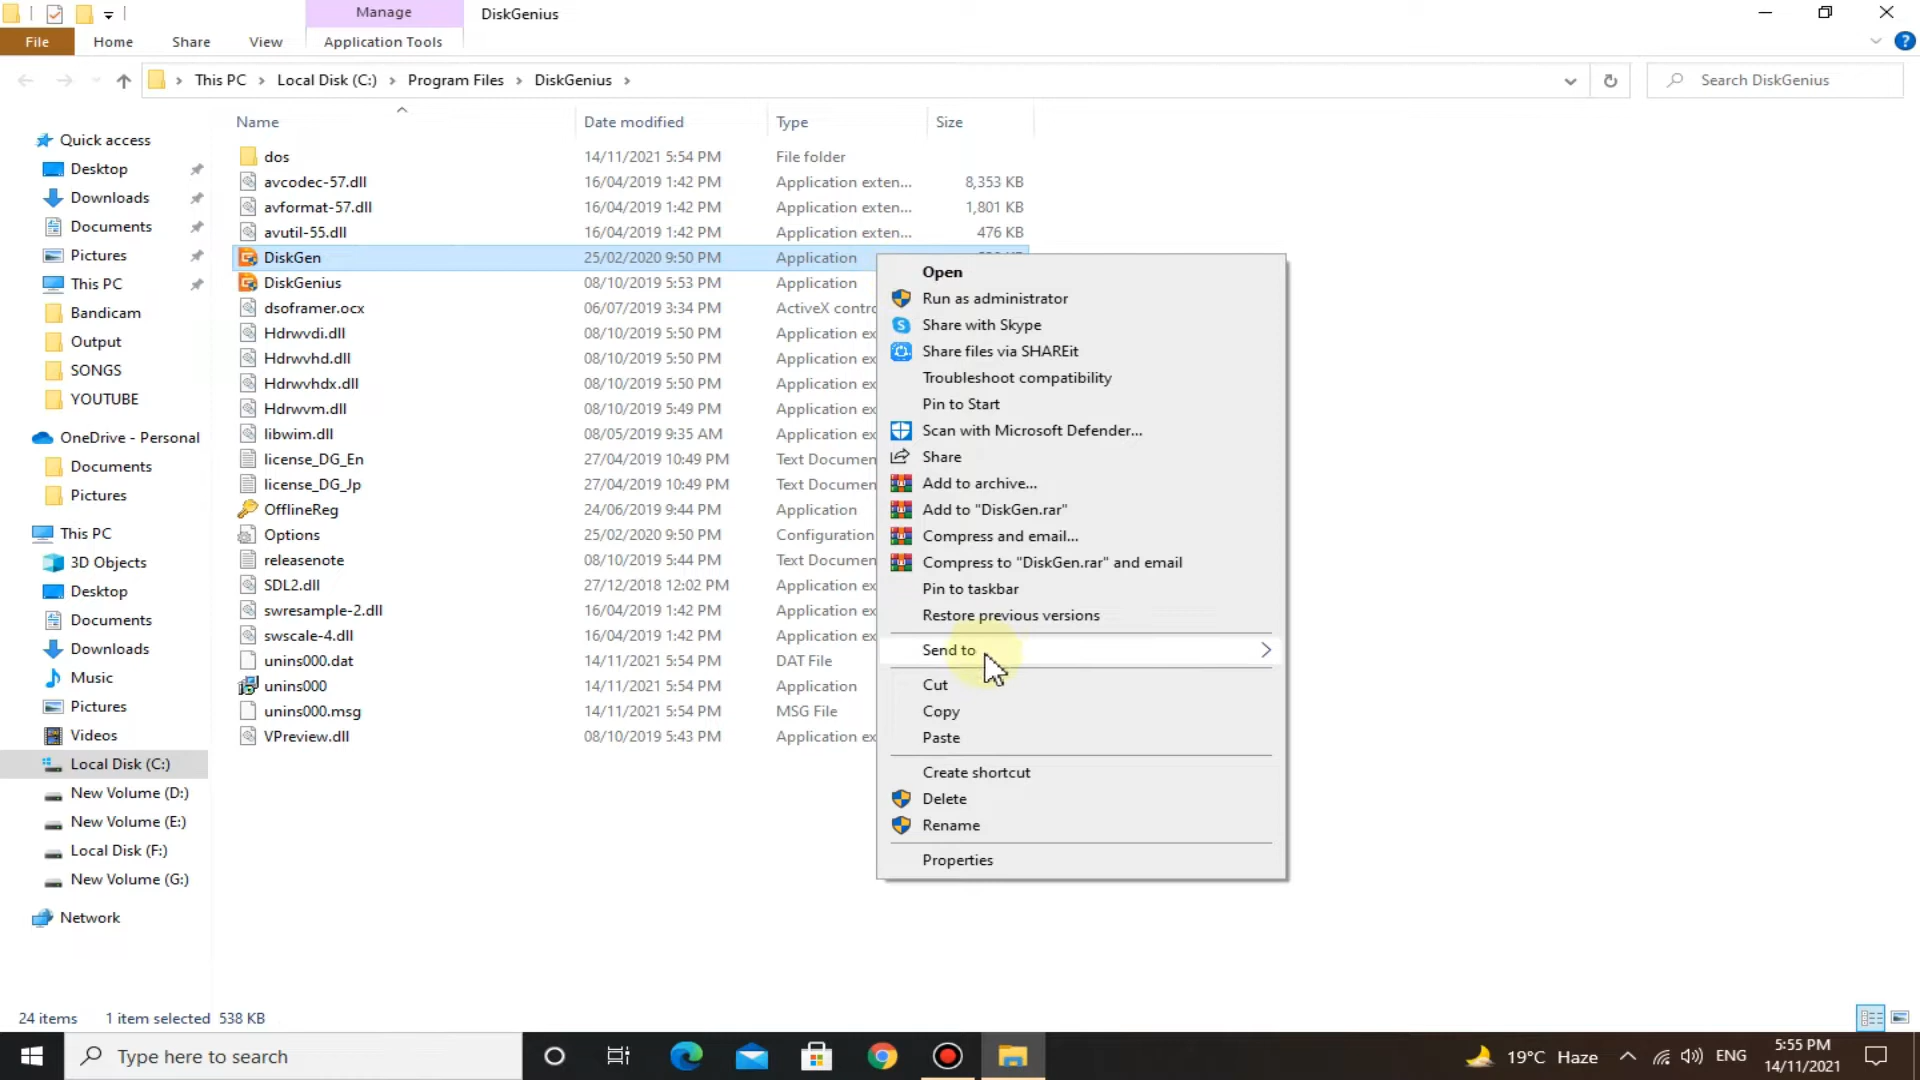 Manage
DiskGenius
File
Home
Share
View
Application Tools
This PC
Local Disk (C:)
Program Files
DiskGenius
Search DiskGenius
Name
Date modified
Type
Size
Quick access
Desktop
Downloads
Documents
Pictures
This PC
Bandicam
Output
SONGS
YOUTUBE
OneDrive - Personal
Documents
Pictures
This PC
3D Objects
Desktop
Documents
Downloads
Music
Pictures
Videos
Local Disk (C:)
New Volume (D:)
New Volume (E:)
Local Disk (F:)
New Volume (G:)
Network
dos 14/11/2021 5:54 PM File folder
avcodec-57.dll 16/04/2019 1:42 PM Application exten... 8,353 KB
avformat-57.dll 16/04/2019 1:42 PM Application exten... 1,801 KB
avutil-55.dll 16/04/2019 1:42 PM Application exten... 476 KB
DiskGen 25/02/2020 9:50 PM Application
DiskGenius 08/10/2019 5:53 PM Application
dsoframer.ocx 06/07/2019 3:34 PM ActiveX contro
Hdrwvdi.dll 08/10/2019 5:50 PM Application ex
Hdrwvhd.dll 08/10/2019 5:50 PM Application ex
Hdrwvhdx.dll 08/10/2019 5:50 PM Application ex
Hdrwvm.dll 08/10/2019 5:49 PM Application ex
libwim.dll 08/05/2019 9:35 AM Application ex
license_DG_En 27/04/2019 10:49 PM Text Documen
license_DG_Jp 27/04/2019 10:49 PM Text Documen
OfflineReg 24/06/2019 9:44 PM Application
Options 25/02/2020 9:50 PM Configuration
releasenote 08/10/2019 5:44 PM Text Documen
SDL2.dll 27/12/2018 12:02 PM Application ex
swresample-2.dll 16/04/2019 1:42 PM Application ex
swscale-4.dll 16/04/2019 1:42 PM Application ex
unins000.dat 14/11/2021 5:54 PM DAT File
unins000 14/11/2021 5:54 PM Application
unins000.msg 14/11/2021 5:54 PM MSG File
VPreview.dll 08/10/2019 5:43 PM Application ex
Open
Run as administrator
Share with Skype
Share files via SHAREit
Troubleshoot compatibility
Pin to Start
Scan with Microsoft Defender...
Share
Add to archive...
Add to "DiskGen.rar"
Compress and email...
Compress to "DiskGen.rar" and email
Pin to taskbar
Restore previous versions
Send to
Cut
Copy
Paste
Create shortcut
Delete
Rename
Properties
24 items 1 item selected 538 KB
Type here to search
19°C Haze
ENG
5:55 PM
14/11/2021